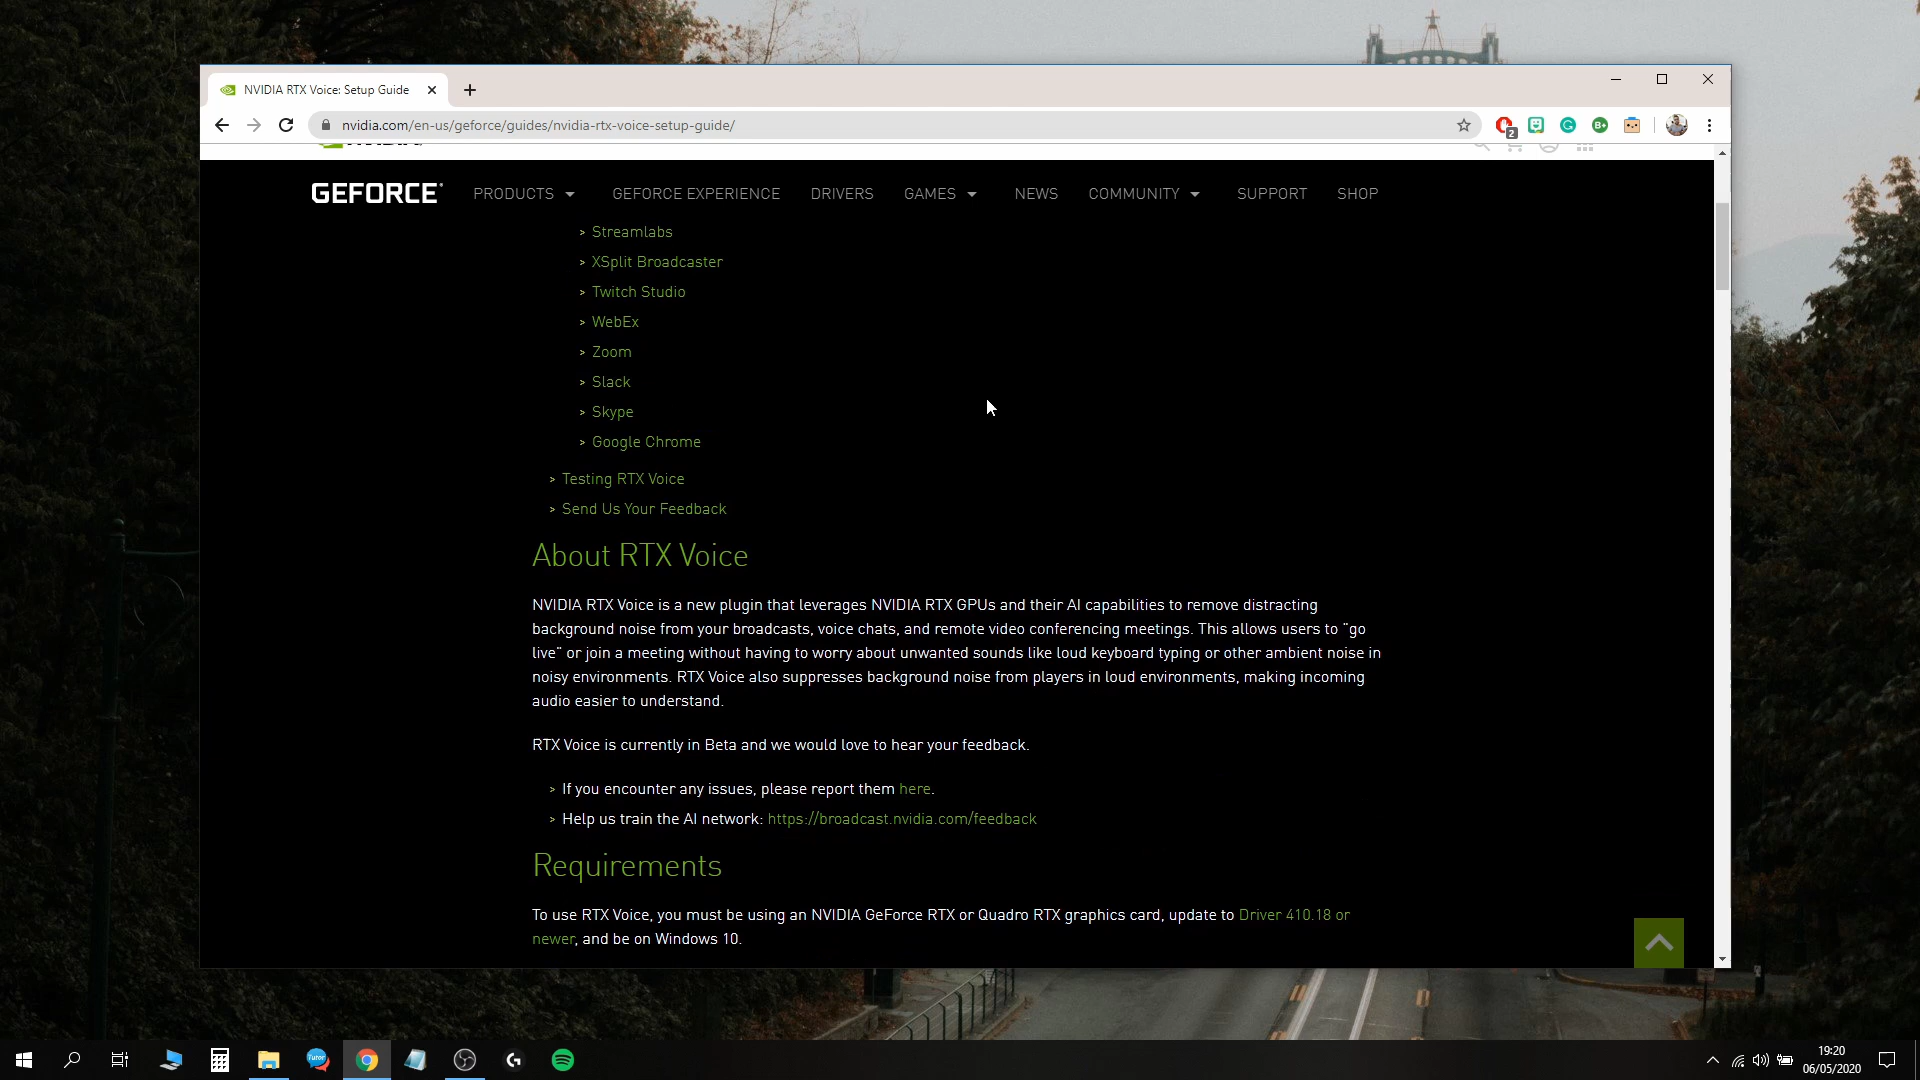 NVIDIA RTX Voice: Setup Guide
nvidia.com/en-us/geforce/guides/nvidia-rtx-voice-setup-guide/
2
GEFORCE PRODUCTS GEFORCE EXPERIENCE DRIVERS GAMES NEWS COMMUNITY SUPPORT SHOP
> Streamlabs
> XSplit Broadcaster
> Twitch Studio
> WebEx
> Zoom
> Slack
> Skype
> Google Chrome
> Testing RTX Voice
> Send Us Your Feedback
About RTX Voice
NVIDIA RTX Voice is a new plugin that leverages NVIDIA RTX GPUs and their AI capabilities to remove distracting
background noise from your broadcasts, voice chats, and remote video conferencing meetings. This allows users to "go
live" or join a meeting without having to worry about unwanted sounds like loud keyboard typing or other ambient noise in
noisy environments. RTX Voice also suppresses background noise from players in loud environments, making incoming
audio easier to understand.
RTX Voice is currently in Beta and we would love to hear your feedback.
> If you encounter any issues, please report them here.
> Help us train the AI network: https://broadcast.nvidia.com/feedback
Requirements
To use RTX Voice, you must be using an NVIDIA GeForce RTX or Quadro RTX graphics card, update to Driver 410.18 or
newer, and be on Windows 10.
Tutor
19:20
06/05/2020